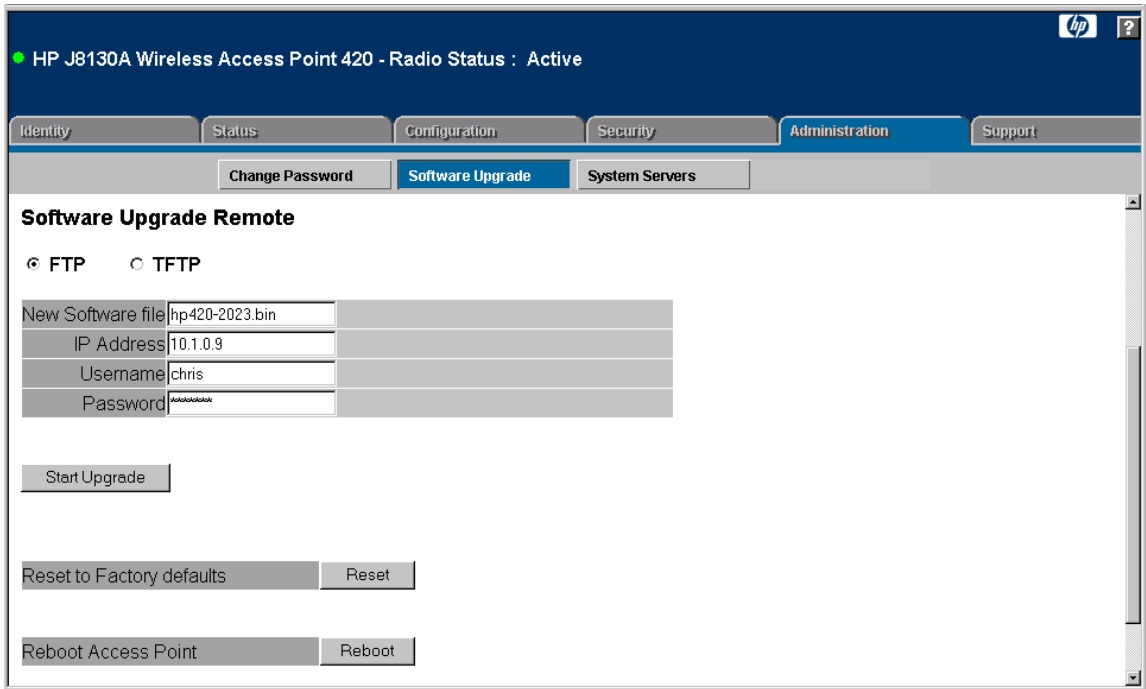 hp ?
HP J8130A Wireless Access Point 420 - Radio Status : Active
Identity Status Configuration Security Administration Support
Change Password Software Upgrade System Servers
Software Upgrade Remote
FTP TFTP
New Software file hp420-2023.bin
IP Address 10.1.0.9
Username chris
Password ********
Start Upgrade
Reset to Factory defaults Reset
Reboot Access Point Reboot